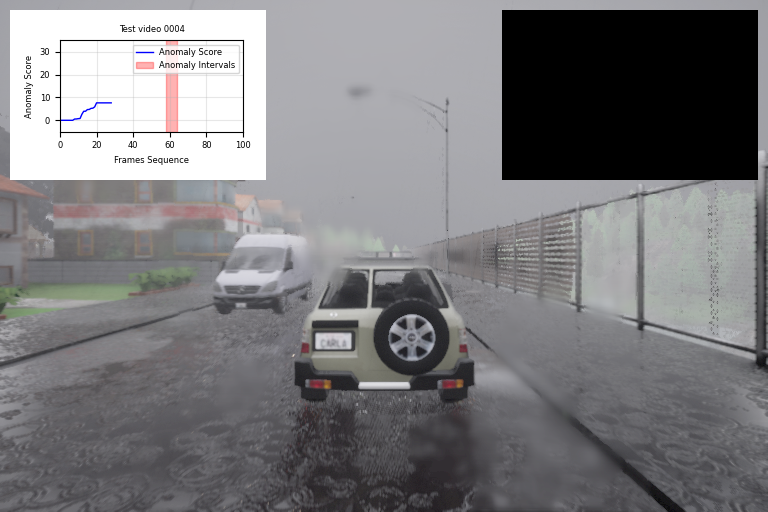 Test video 0004
Anomaly Score
Anomaly Intervals
Anomaly Score
30
20
10
0
0 20 40 60 80 100
Frames Sequence
CARLA